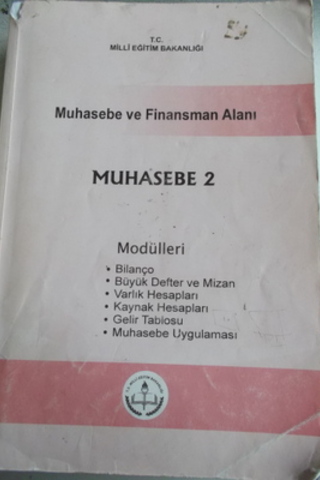 T.C.
MİLLİ EĞİTİM BAKANLIĞI
Muhasebe ve Finansman Alanı
MUHASEBE 2
Modülleri
• Bilanço
• Büyük Defter ve Mizan
• Varlık Hesapları
• Kaynak Hesapları
• Gelir Tablosu
• Muhasebe Uygulaması